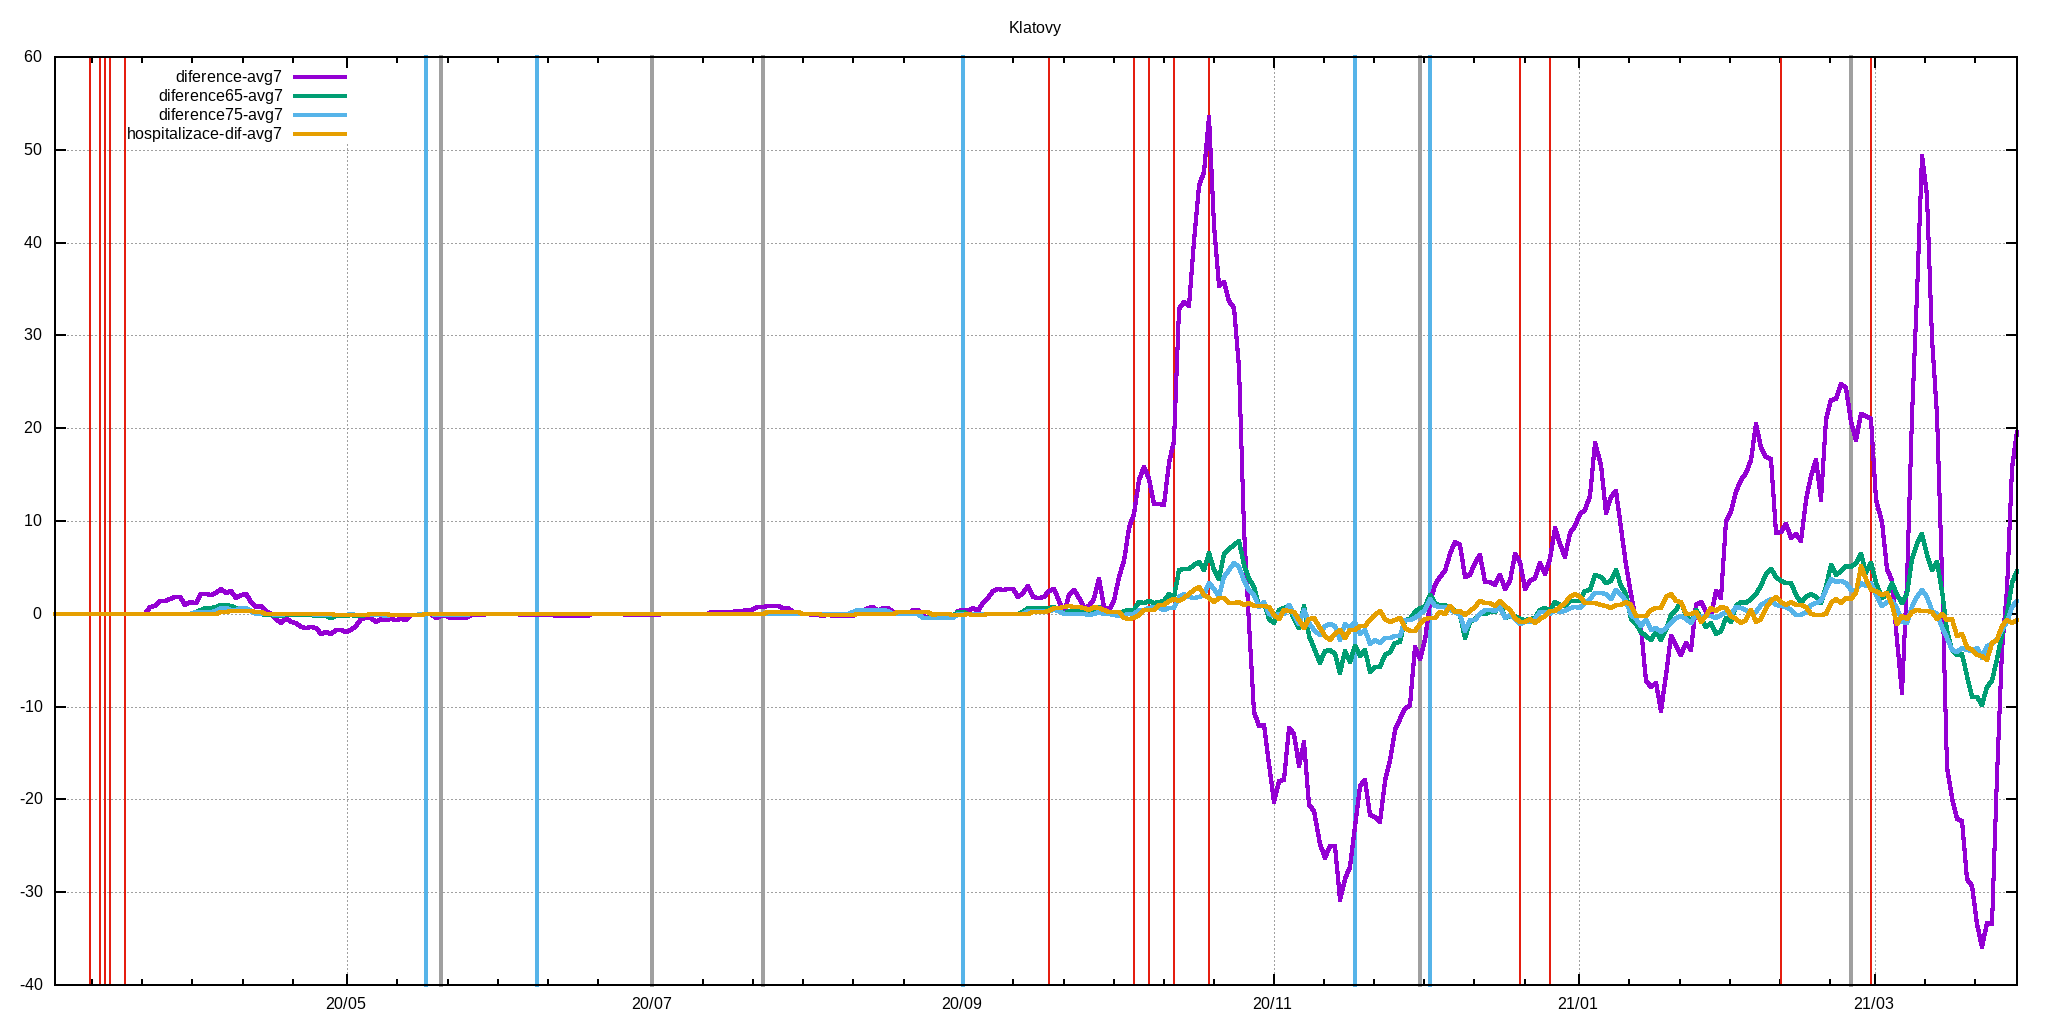 Klatovy
60
diference-avg7
diference65-avg7
diference75-avg7
hospitalizace-dif-avg7
50
40
30
20
10
0
-10
-20
-30
-40
20/05 20/07 20/09 20/11 21/01 21/03